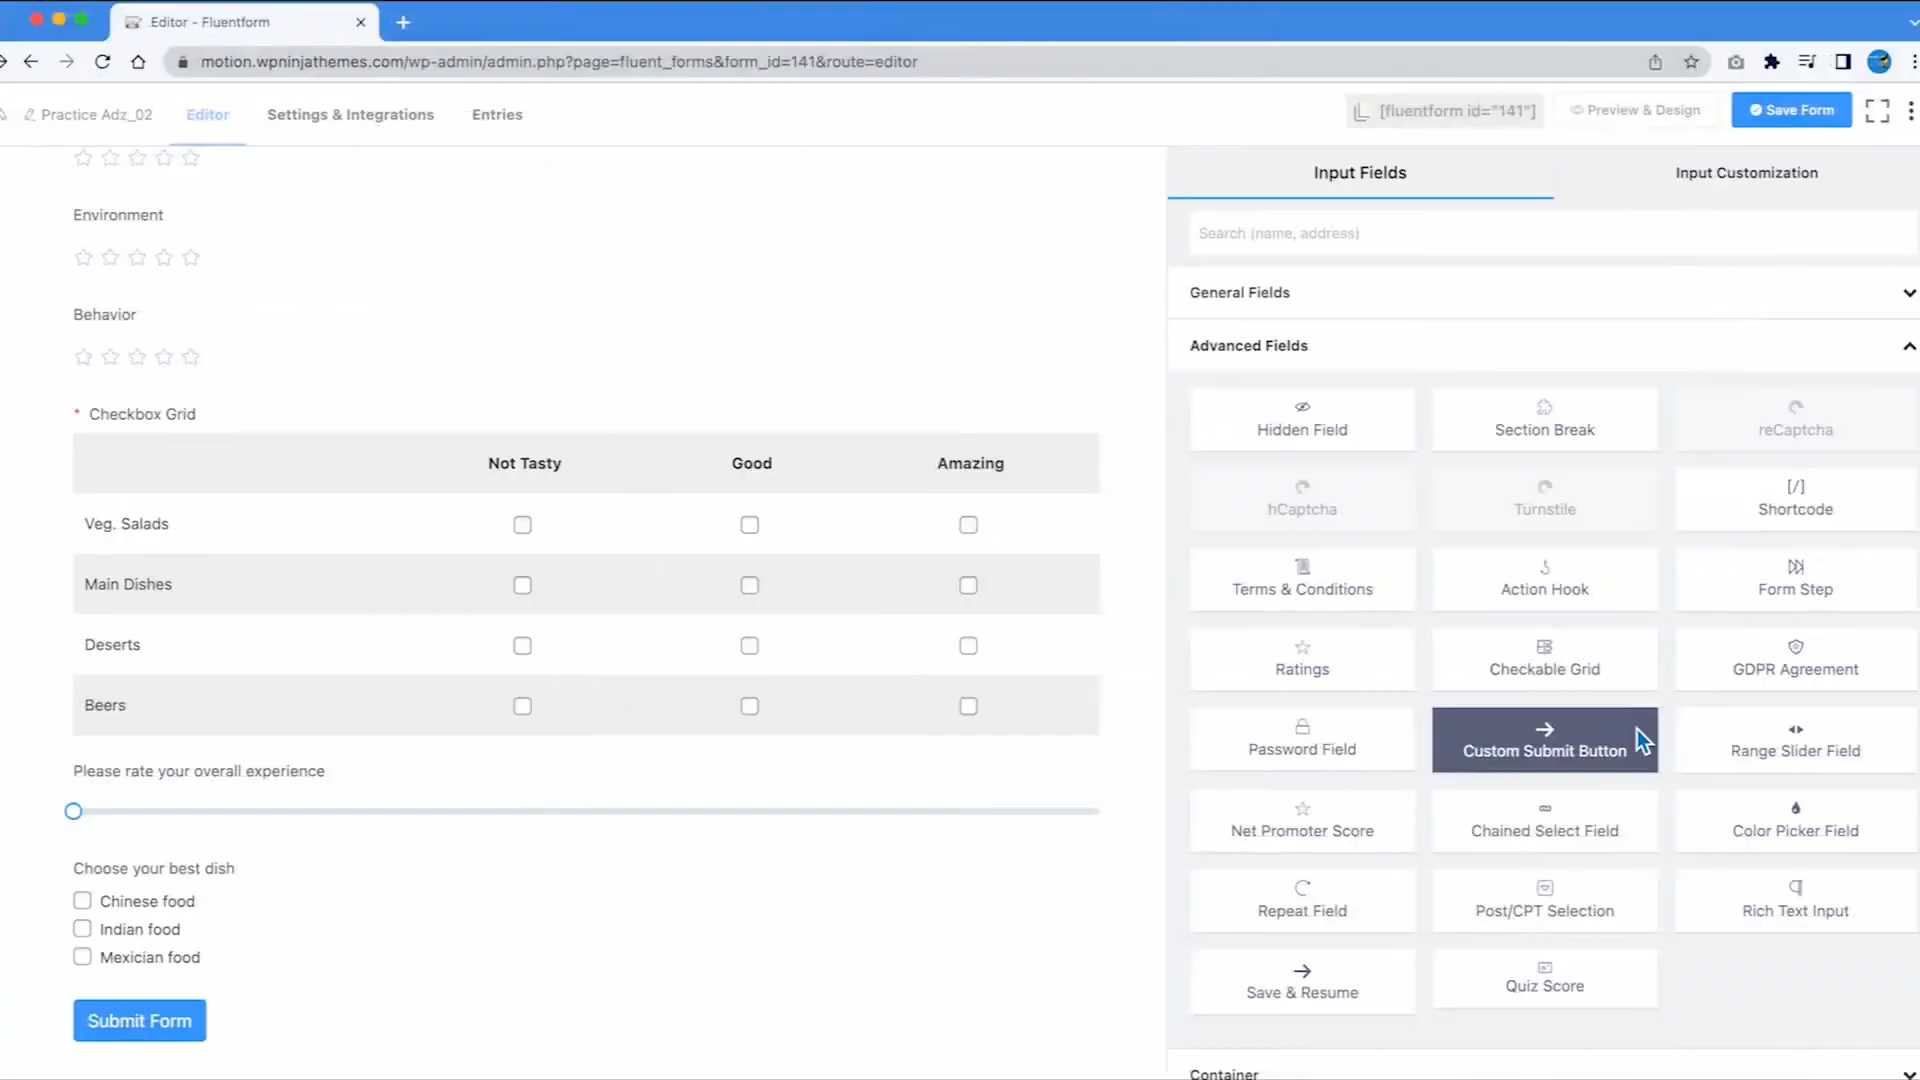 Editor - Fluentform
motion.wpninjathemes.com/wp-admin/admin.php?page=fluent_forms&form_id=141&route=editor
Practice Adz_02
Editor
Settings & Integrations
Entries
[fluentform id="141"]
Preview & Design
Save Form
Environment
Behavior
* Checkbox Grid
Not Tasty Good Amazing
Veg. Salads
Main Dishes
Deserts
Beers
Please rate your overall experience
Choose your best dish
Chinese food
Indian food
Mexician food
Submit Form
Input Fields
Input Customization
Search (name, address)
General Fields
Advanced Fields
Hidden Field
Section Break
reCaptcha
hCaptcha
Turnstile
[/]
Shortcode
Terms & Conditions
Action Hook
Form Step
Ratings
Checkable Grid
GDPR Agreement
Password Field
Custom Submit Button
Range Slider Field
Net Promoter Score
Chained Select Field
Color Picker Field
Repeat Field
Post/CPT Selection
Rich Text Input
Save & Resume
Quiz Score
Container